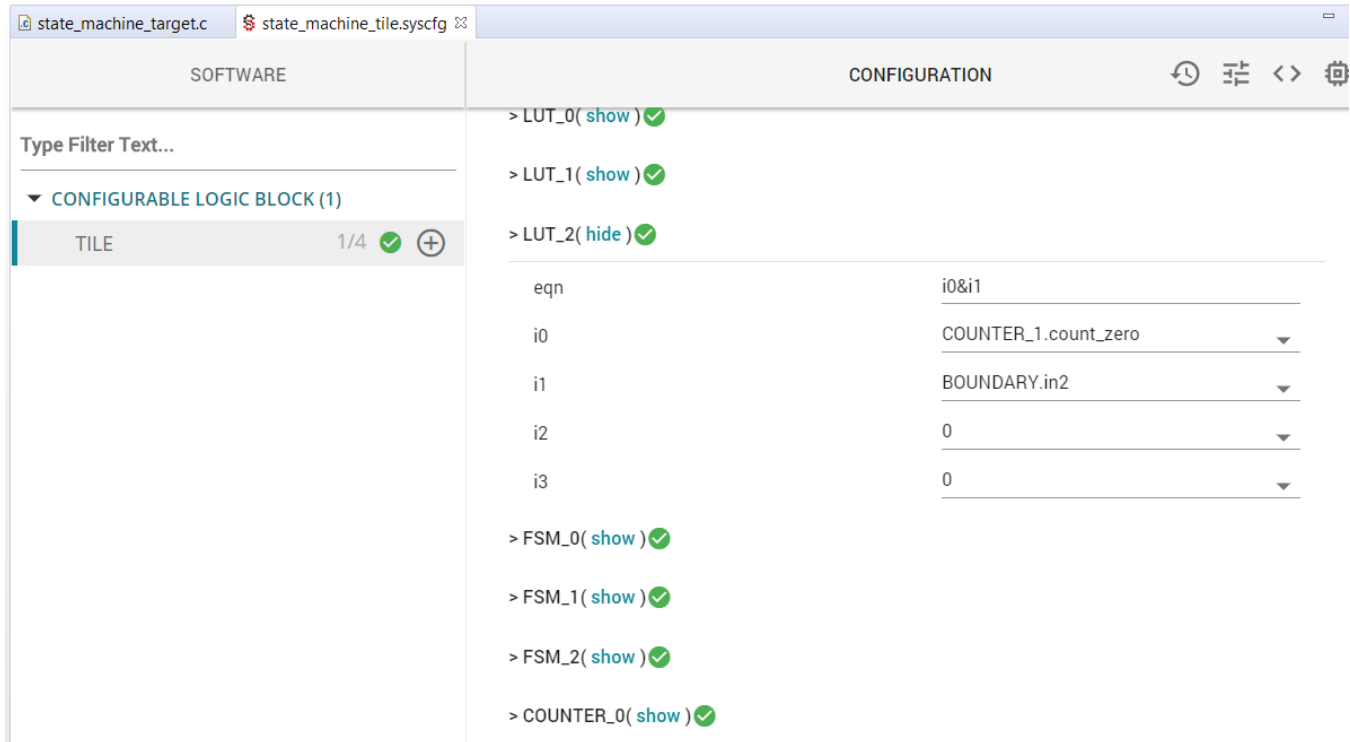 state_machine_target.c state_machine_tile.syscfg
SOFTWARE CONFIGURATION
Type Filter Text...
CONFIGURABLE LOGIC BLOCK (1)
TILE 1/4
> LUT_0( show )
> LUT_1( show )
> LUT_2( hide )
eqn i0&i1
i0 COUNTER_1.count_zero
i1 BOUNDARY.in2
i2 0
i3 0
> FSM_0( show )
> FSM_1( show )
> FSM_2( show )
> COUNTER_0( show )